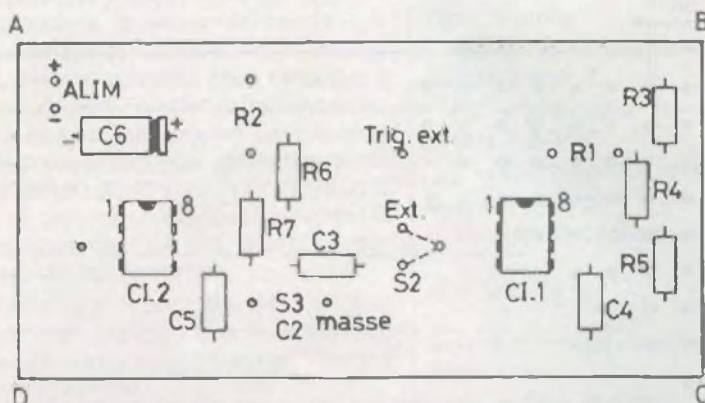 A B
+
ALIM
-
- C6 +
R2
R3
Trig. ext.
R1
R6
R4
1 8
Ext.
1 8
R7
C3
R5
S2
CI.2
CI.1
C5
S3
C2
masse
C4
D C